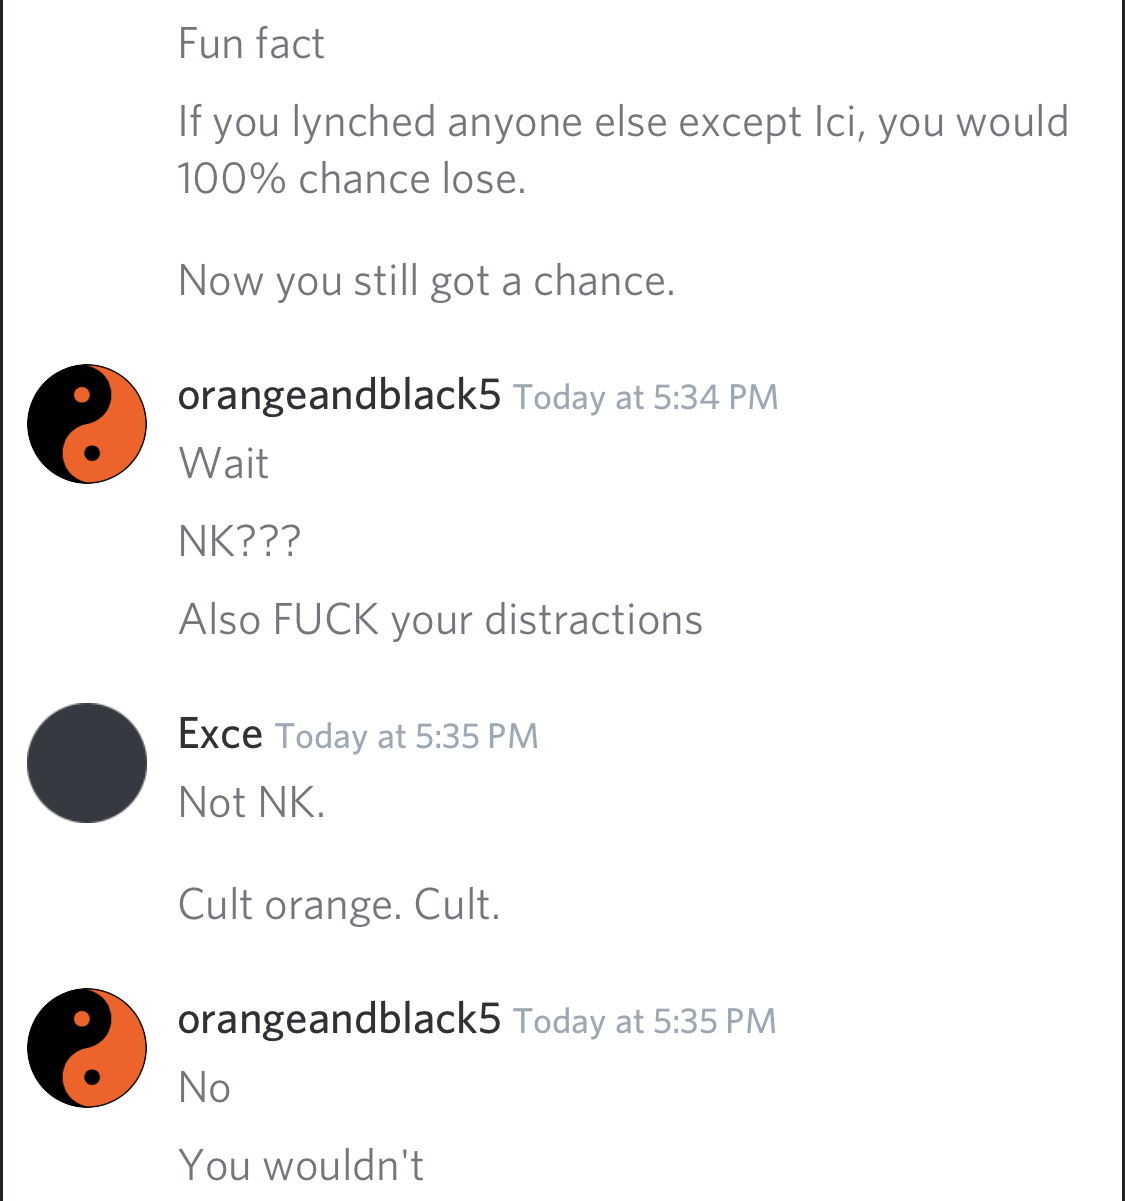 Fun fact
If you lynched anyone else except Ici, you would
100% chance lose.
Now you still got a chance.
orangeandblack5 Today at 5:34 PM
Wait
NK???
Also FUCK your distractions
Exce Today at 5:35 PM
Not NK.
Cult orange. Cult.
orangeandblack5 Today at 5:35 PM
No
You wouldn't